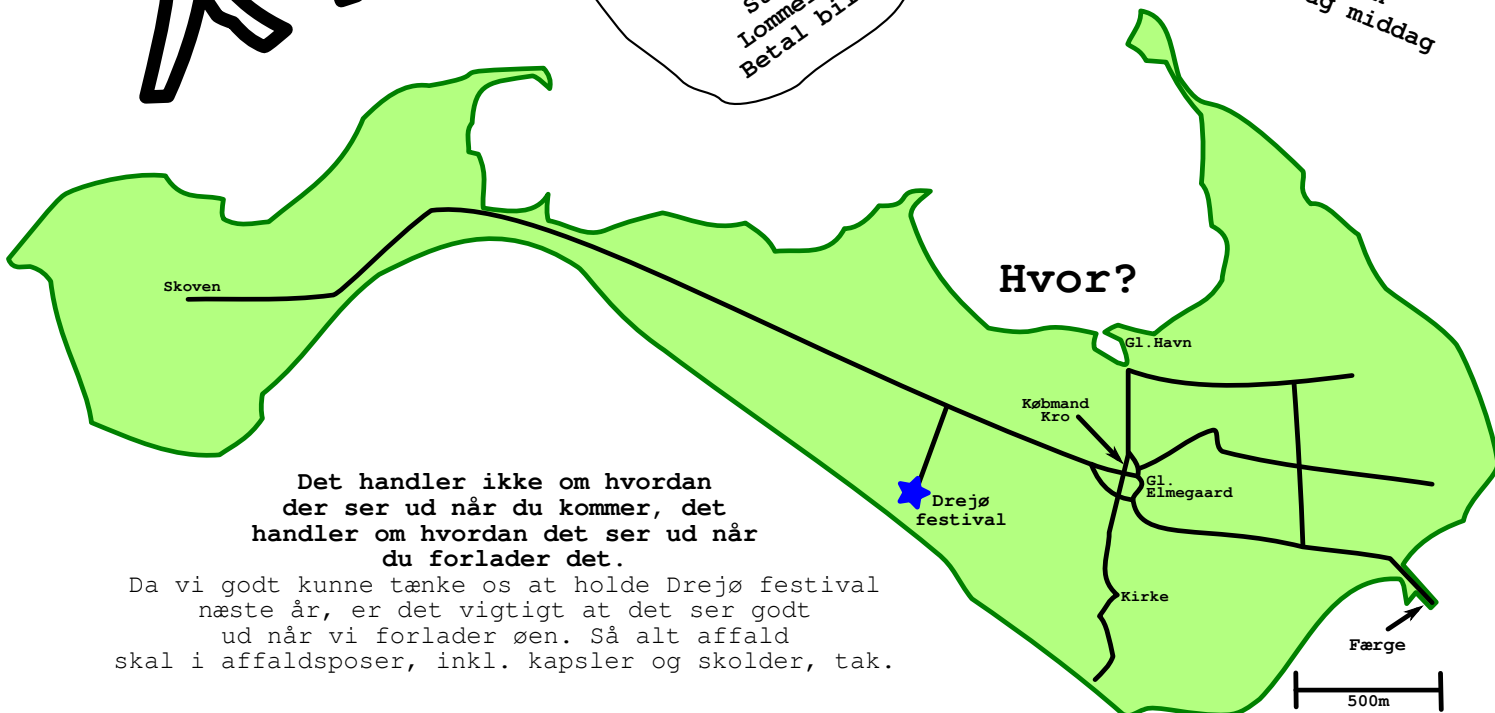 Betal
middag
Hvor?
Skoven
Gl.Havn
Købmand
Kro
Gl.
Elmegaard
Drejø
festival
Kirke
Færge
500m
Det handler ikke om hvordan
der ser ud når du kommer, det
handler om hvordan det ser ud når
du forlader det.
Da vi godt kunne tænke os at holde Drejø festival
næste år, er det vigtigt at det ser godt
ud når vi forlader øen. Så alt affald
skal i affaldsposer, inkl. kapsler og skolder, tak.